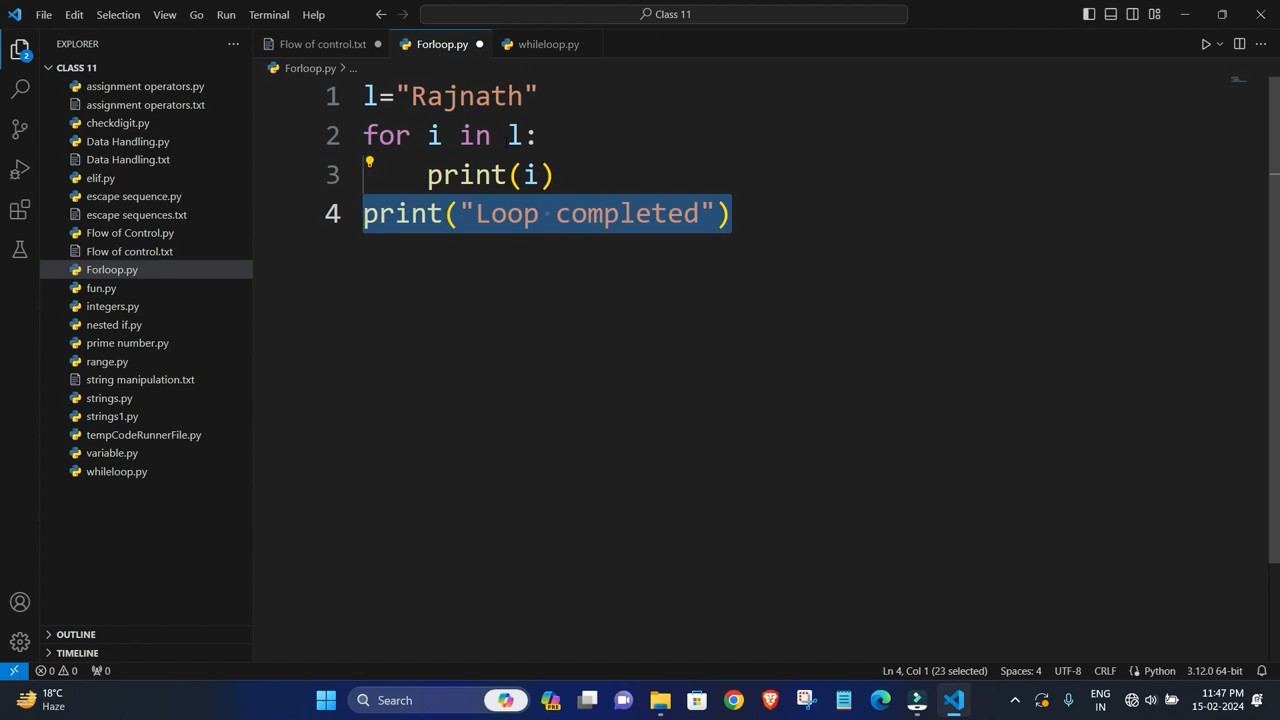 File Edit Selection View Go Run Terminal Help
Class 11
EXPLORER
Flow of control.txt
Forloop.py
whileloop.py
Forloop.py > ...
CLASS 11
assignment operators.py
assignment operators.txt
checkdigit.py
Data Handling.py
Data Handling.txt
elif.py
escape sequence.py
escape sequences.txt
Flow of Control.py
Flow of control.txt
Forloop.py
fun.py
integers.py
nested if.py
prime number.py
range.py
string manipulation.txt
strings.py
strings1.py
tempCodeRunnerFile.py
variable.py
whileloop.py
OUTLINE
TIMELINE
2
1 l="Rajnath"
2 for i in l:
3 print(i)
4 print("Loop completed")
0 0 0
Ln 4, Col 1 (23 selected) Spaces: 4 UTF-8 CRLF Python 3.12.0 64-bit
18°C
Haze
Search
PRE
ENG
IN
11:47 PM
15-02-2024